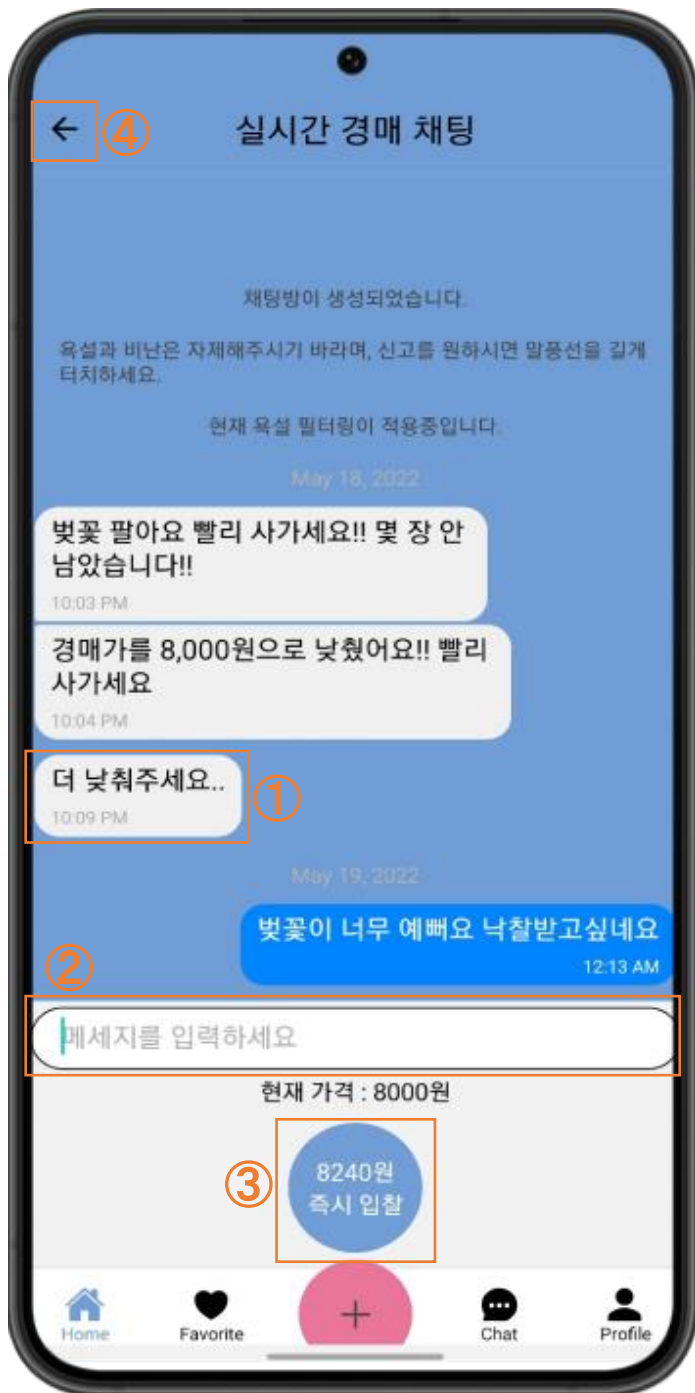 ④
실시간 경매 채팅
채팅방이 생성되었습니다.
욕설과 비난은 자제해주시기 바라며, 신고를 원하시면 말풍선을 길게
터치하세요.
현재 욕설 필터링이 적용중입니다.
May 18, 2022
벚꽃 팔아요 빨리 사가세요!! 몇 장 안
남았습니다!!
10:03 PM
경매가를 8,000원으로 낮췄어요!! 빨리
사가세요
10:04 PM
더 낮춰주세요..
10:09 PM
①
May 19, 2022
벚꽃이 너무 예뻐요 낙찰받고싶네요
12:13 AM
②
메세지를 입력하세요
현재 가격 : 8000원
③
8240원
즉시 입찰
Home Favorite + Chat Profile